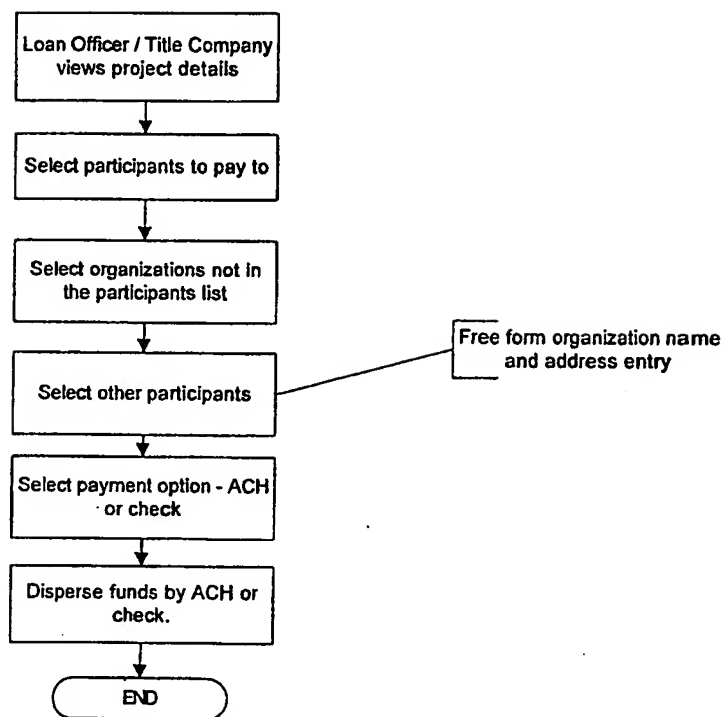 Loan Officer / Title Company
views project details
Select participants to pay to
Select organizations not in
the participants list
Free form organization name
and address entry
Select other participants
Select payment option - ACH
or check
Disperse funds by ACH or
check.
END